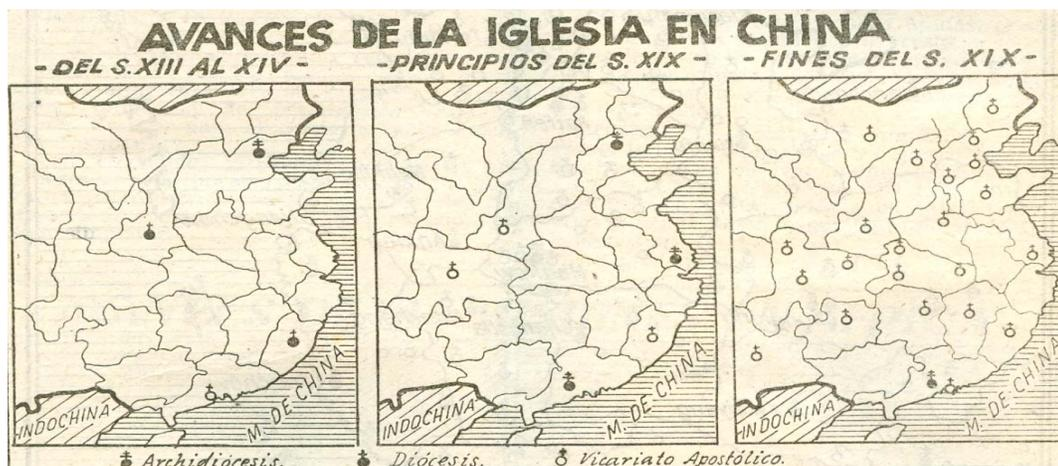 AVANCES DE LA IGLESIA EN CHINA
- DEL S. XIII AL XIV -
- PRINCIPIOS DEL S. XIX -
- FINES DEL S. XIX -
INDOCHINA
M. DE CHINA
INDOCHINA
M. DE CHINA
INDOCHINA
M. DE CHINA
Archidiócesis.
Diócesis.
Vicariato Apostólico.